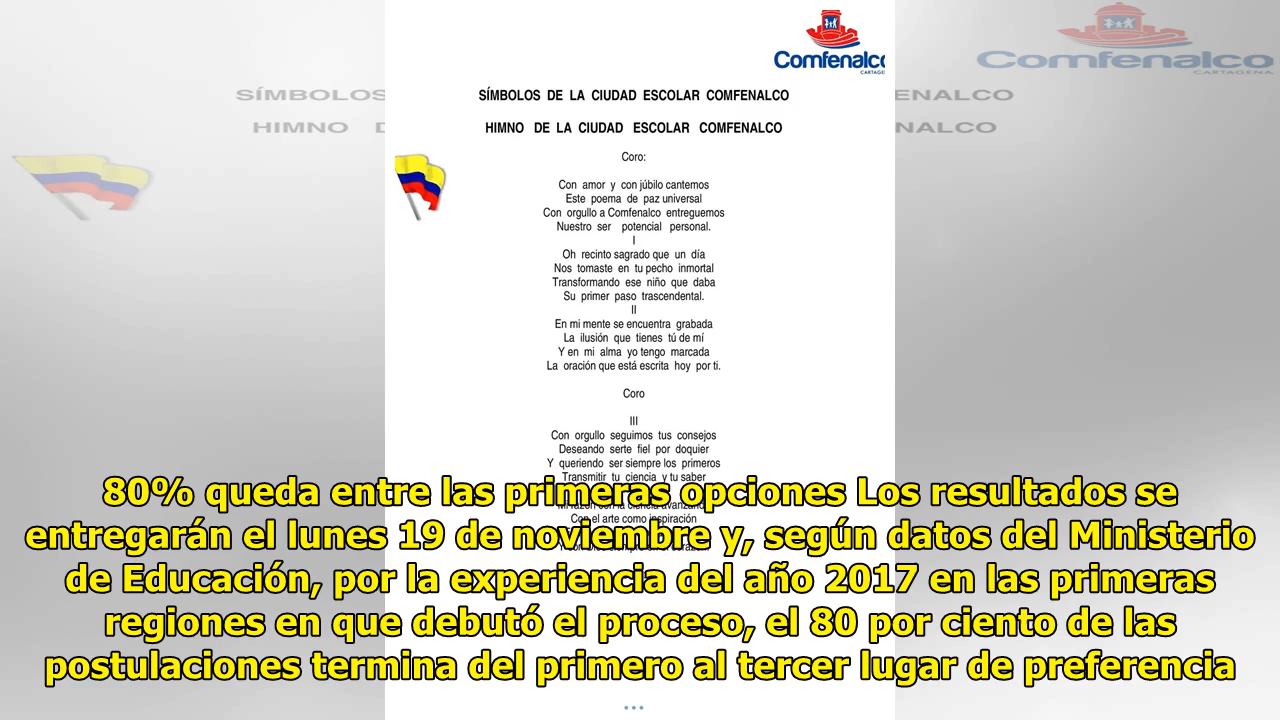 Comfenalco
CARTAGENA
Comfenalco
CARTAGENA
SÍMBOLOS DE LA CIUDAD ESCOLAR COMFENALCO
HIMNO DE LA CIUDAD ESCOLAR COMFENALCO
Coro:
Con amor y con júbilo cantemos
Este poema de paz universal
Con orgullo a Comfenalco entreguemos
Nuestro ser potencial personal.
I
Oh recinto sagrado que un día
Nos tomaste en tu pecho inmortal
Transformando ese niño que daba
Su primer paso trascendental.
II
En mi mente se encuentra grabada
La ilusión que tienes tú de mí
Y en mi alma yo tengo marcada
La oración que está escrita hoy por ti.
Coro
III
Con orgullo seguimos tus consejos
Deseando serte fiel por doquier
Y queriendo ser siempre los primeros
Transmitir tu ciencia y tu saber
Con el arte como inspiración
80% queda entre las primeras opciones Los resultados se
entregarán el lunes 19 de noviembre y, según datos del Ministerio
de Educación, por la experiencia del año 2017 en las primeras
regiones en que debutó el proceso, el 80 por ciento de las
postulaciones termina del primero al tercer lugar de preferencia
...